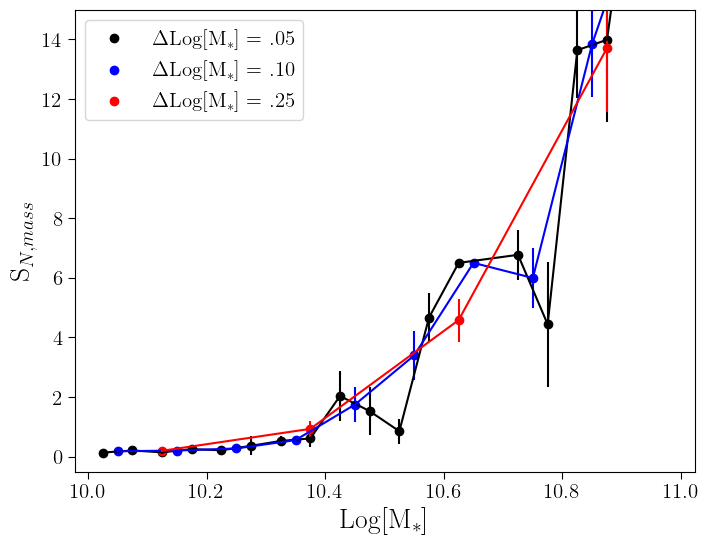 ΔLog[M*] = .05
ΔLog[M*] = .10
ΔLog[M*] = .25
14
12
10
8
6
4
2
0
S_{N,mass}
10.0 10.2 10.4 10.6 10.8 11.0
Log[M*]